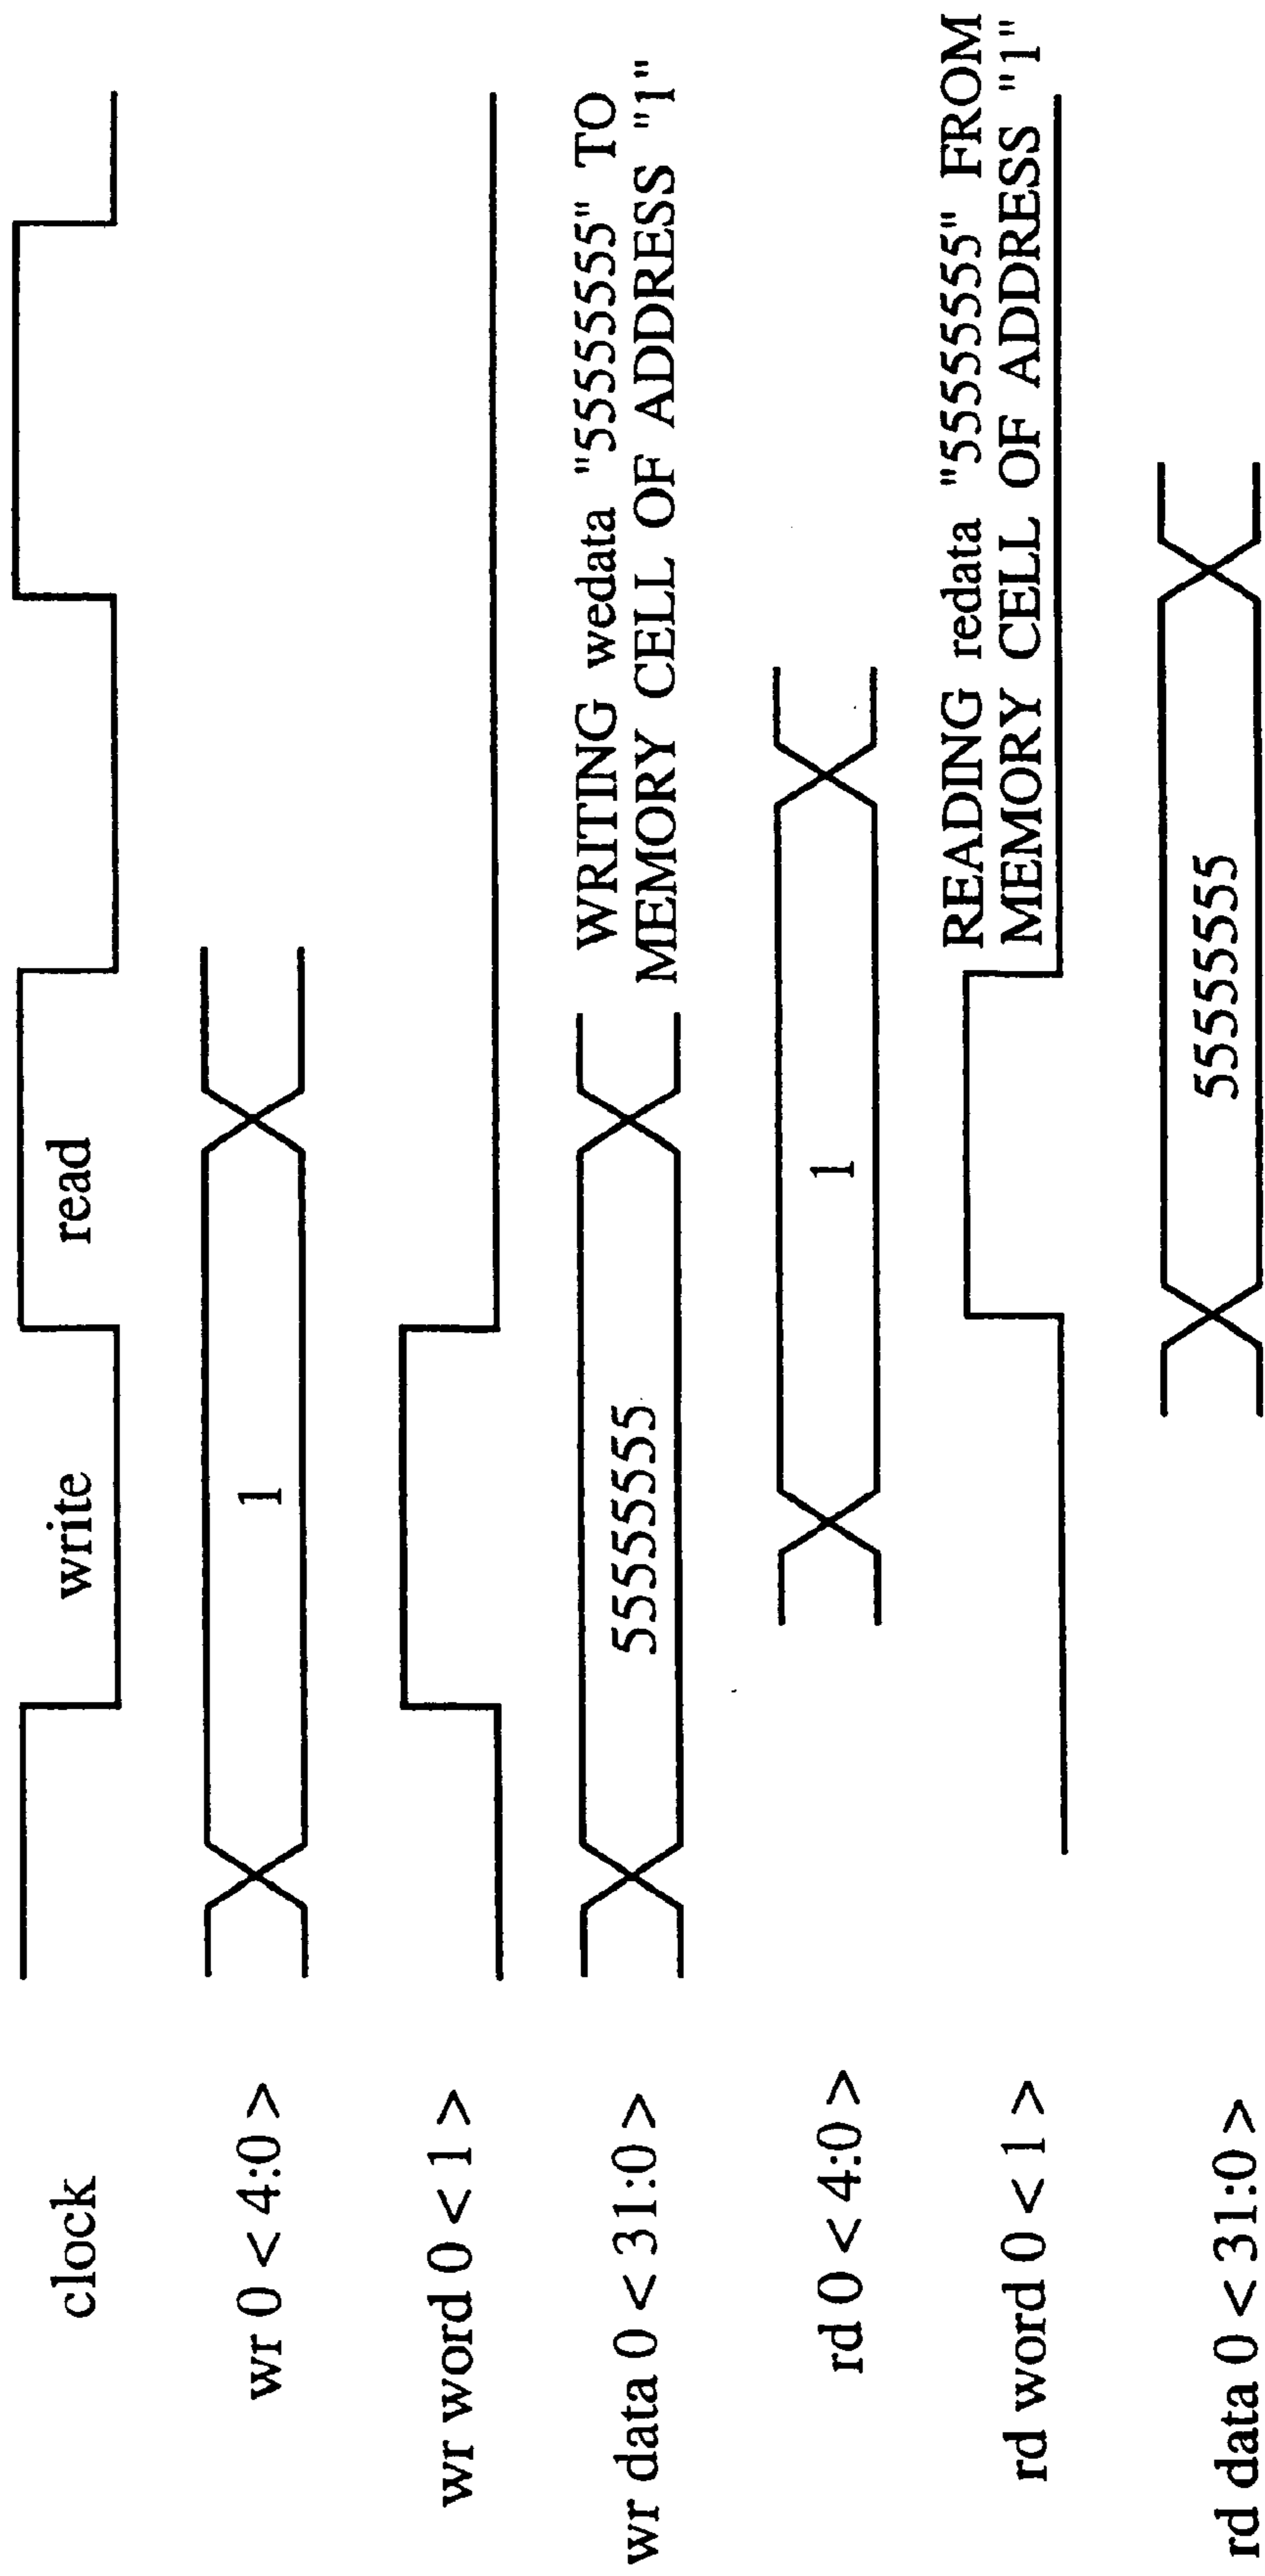 clock
write
read
wr 0 < 4:0 >
1
wr word 0 < 1 >
wr data 0 < 31:0 >
55555555
WRITING wedata "55555555" TO
MEMORY CELL OF ADDRESS "1"
rd 0 < 4:0 >
1
rd word 0 < 1 >
READING redata "55555555" FROM
MEMORY CELL OF ADDRESS "1"
rd data 0 < 31:0 >
55555555